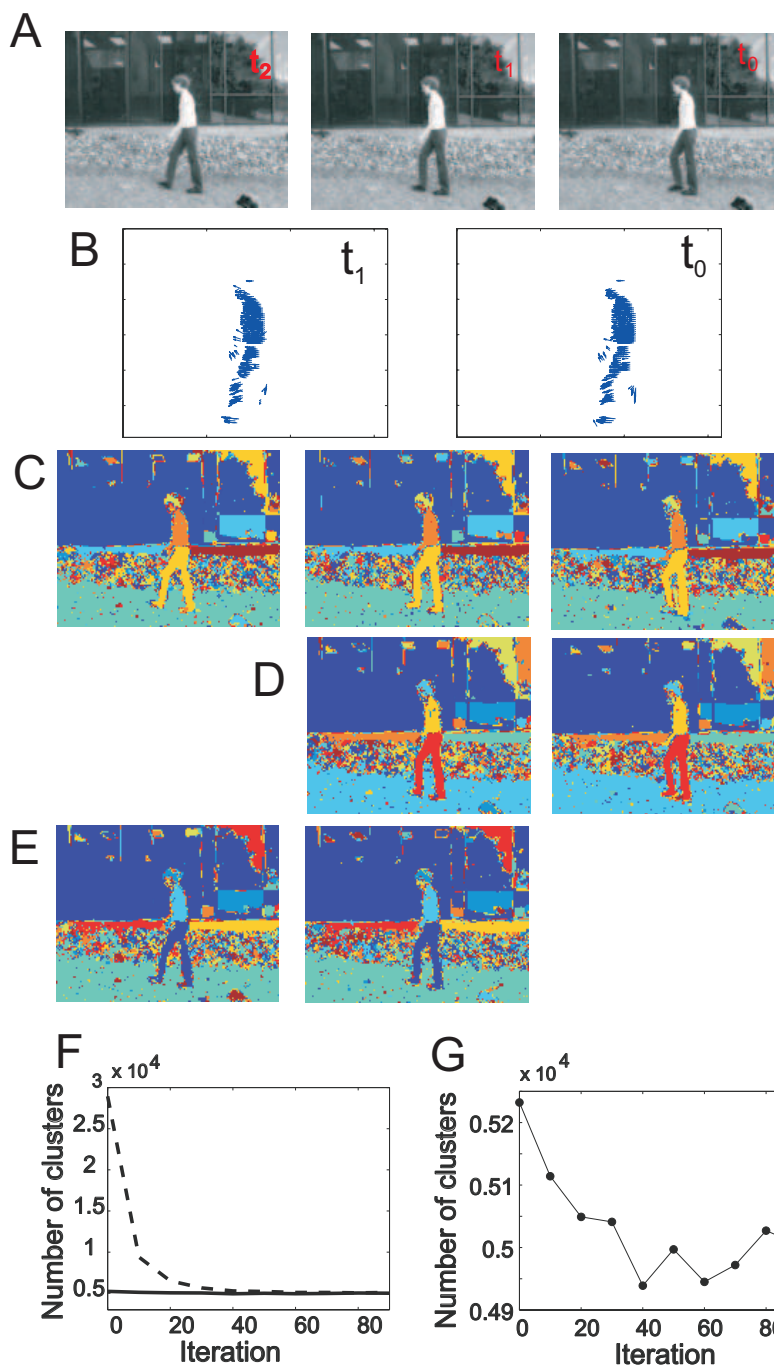 A
t2
t1
t0
B
t1
t0
C
D
E
F
G
3 x 10^4
2.5
2
1.5
1
0.5
Number of clusters
0 20 40 60 80
Iteration
x 10^4
0.52
0.51
0.5
0.49
Number of clusters
0 20 40 60 80
Iteration